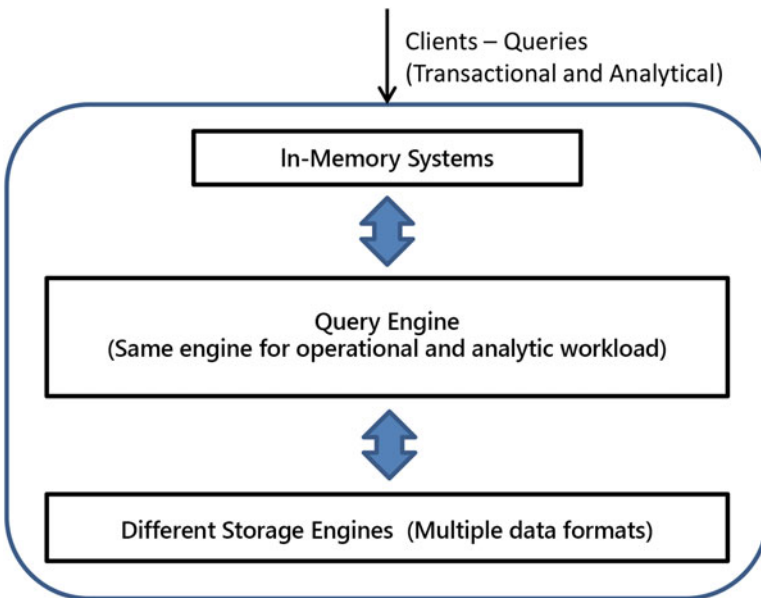 Clients – Queries
(Transactional and Analytical)
In-Memory Systems
Query Engine
(Same engine for operational and analytic workload)
Different Storage Engines (Multiple data formats)